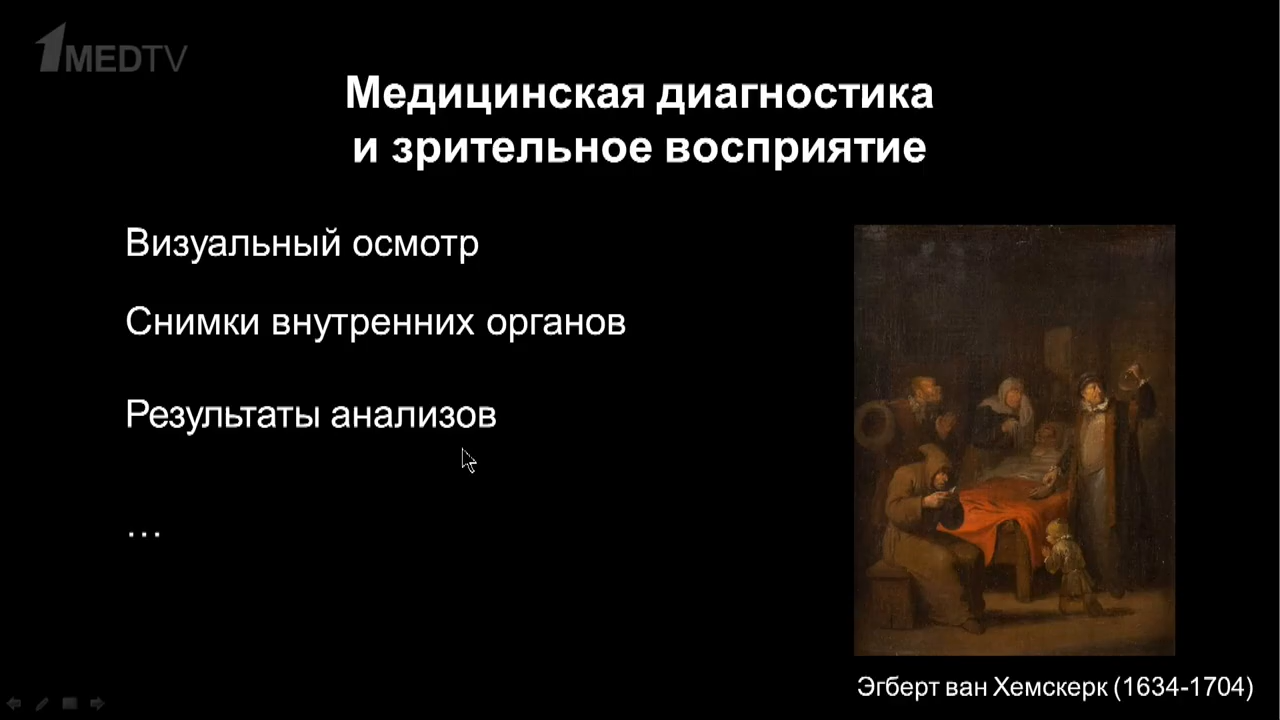 1MEDTV
Медицинская диагностика
и зрительное восприятие
Визуальный осмотр
Снимки внутренних органов
Результаты анализов
…
Эгберт ван Хемскерк (1634-1704)